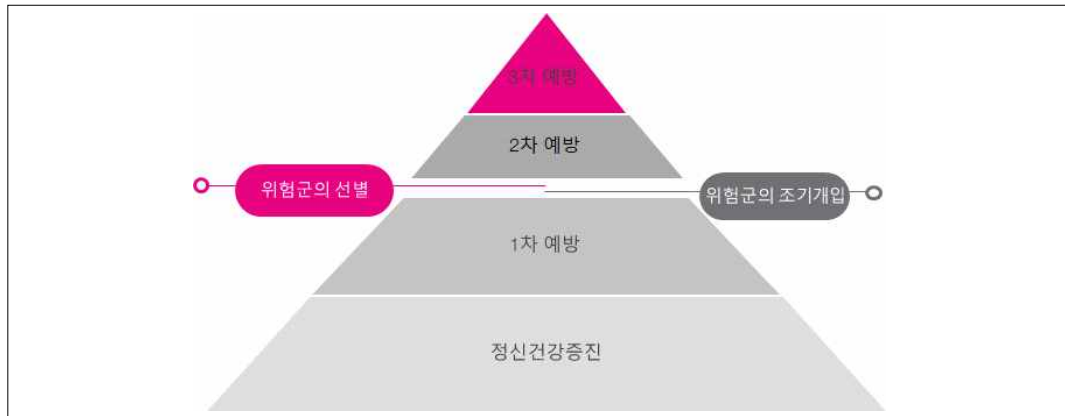 3차 예방
2차 예방
위험군의 선별
위험군의 조기개입
1차 예방
정신건강증진